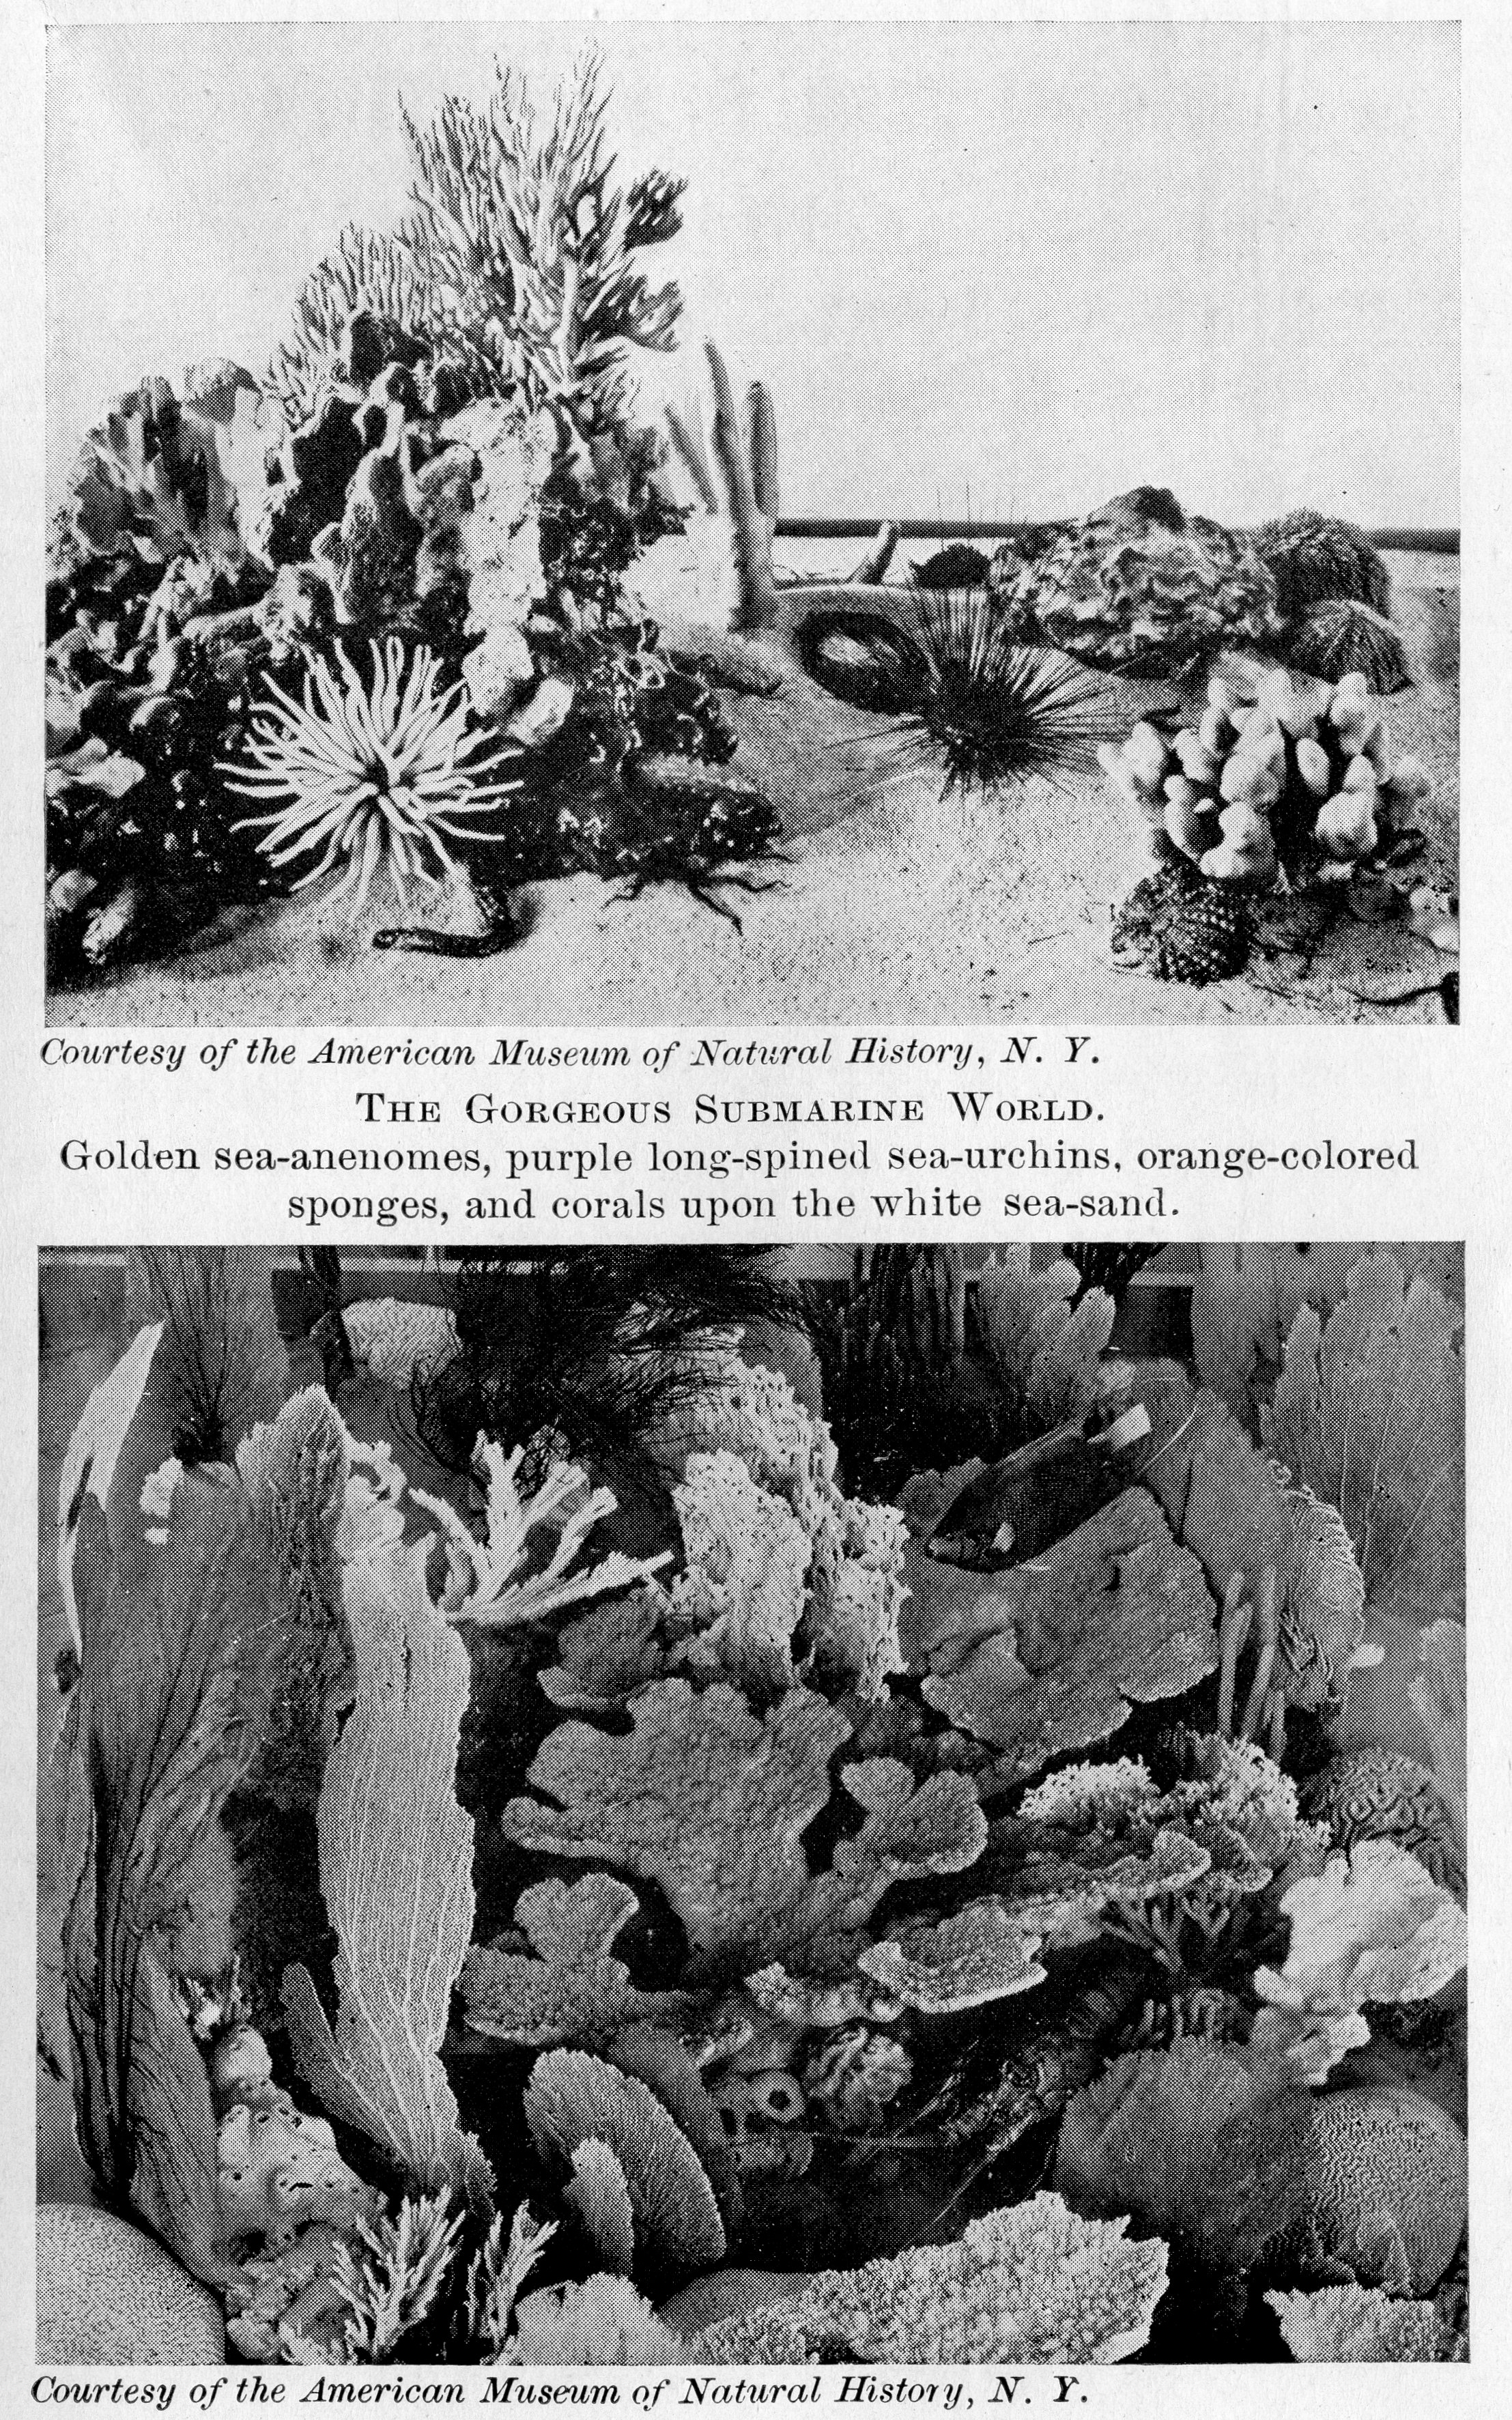 Courtesy of the American Museum of Natural History, N. Y.
THE GORGEOUS SUBMARINE WORLD.
Golden sea-anenomes, purple long-spined sea-urchins, orange-colored
sponges, and corals upon the white sea-sand.
Courtesy of the American Museum of Natural History, N. Y.